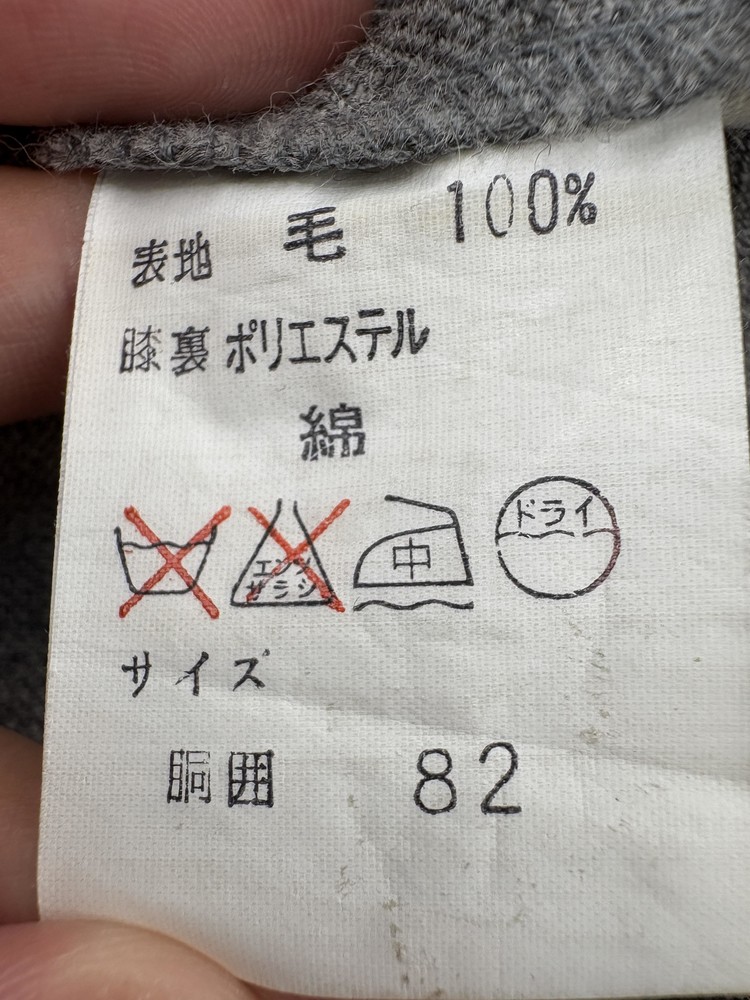 表地 毛 100%
膝裏 ポリエステル
綿
エンソ サラシ 中 ドライ
サイズ
胴囲 82